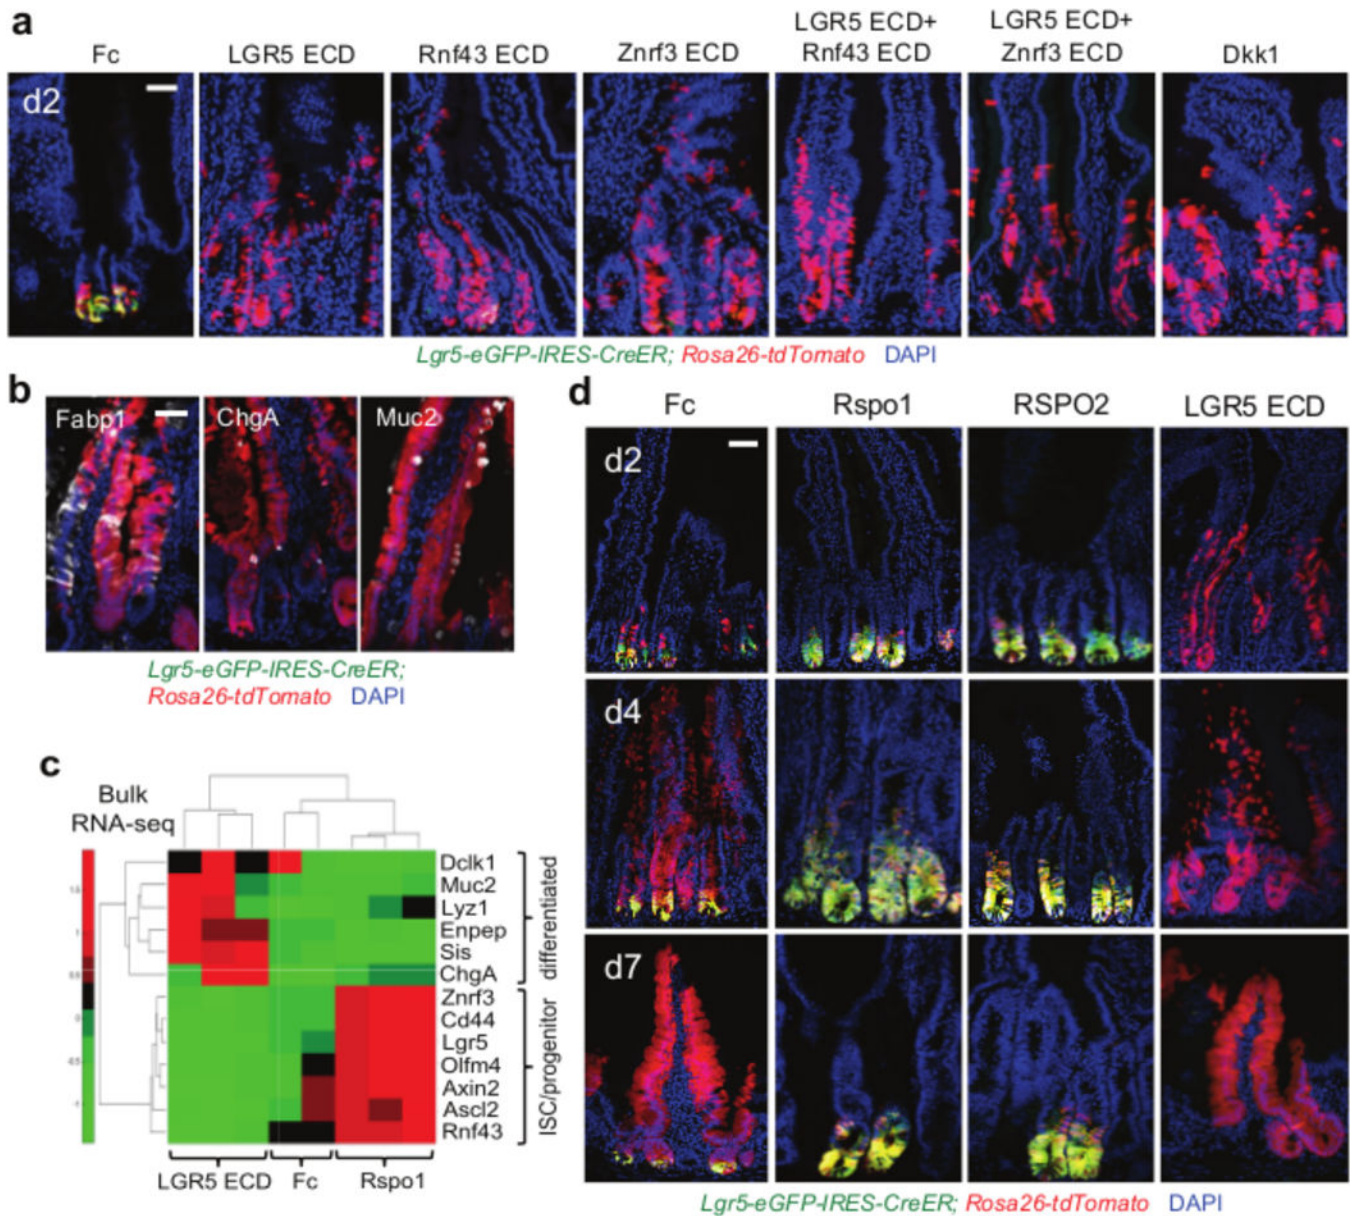 a
Fc
LGR5 ECD
Rnf43 ECD
Znrf3 ECD
LGR5 ECD+
Rnf43 ECD
LGR5 ECD+
Znrf3 ECD
Dkk1
d2
Lgr5-eGFP-IRES-CreER; Rosa26-tdTomato DAPI
b
Fabp1
ChgA
Muc2
Lgr5-eGFP-IRES-CreER;
Rosa26-tdTomato DAPI
c
Bulk
RNA-seq
Dclk1
Muc2
Lyz1
Enpep
Sis
ChgA
Znrf3
Cd44
Lgr5
Olfm4
Axin2
Ascl2
Rnf43
differentiated
ISC/progenitor
LGR5 ECD
Fc
Rspo1
d
Fc
Rspo1
RSPO2
LGR5 ECD
d2
d4
d7
Lgr5-eGFP-IRES-CreER; Rosa26-tdTomato DAPI